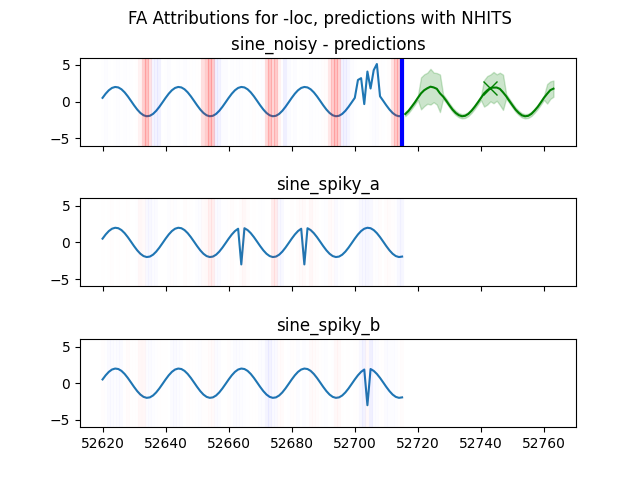 FA Attributions for -loc, predictions with NHITS
sine_noisy - predictions
5
0
−5
sine_spiky_a
5
0
−5
sine_spiky_b
5
0
−5
52620 52640 52660 52680 52700 52720 52740 52760